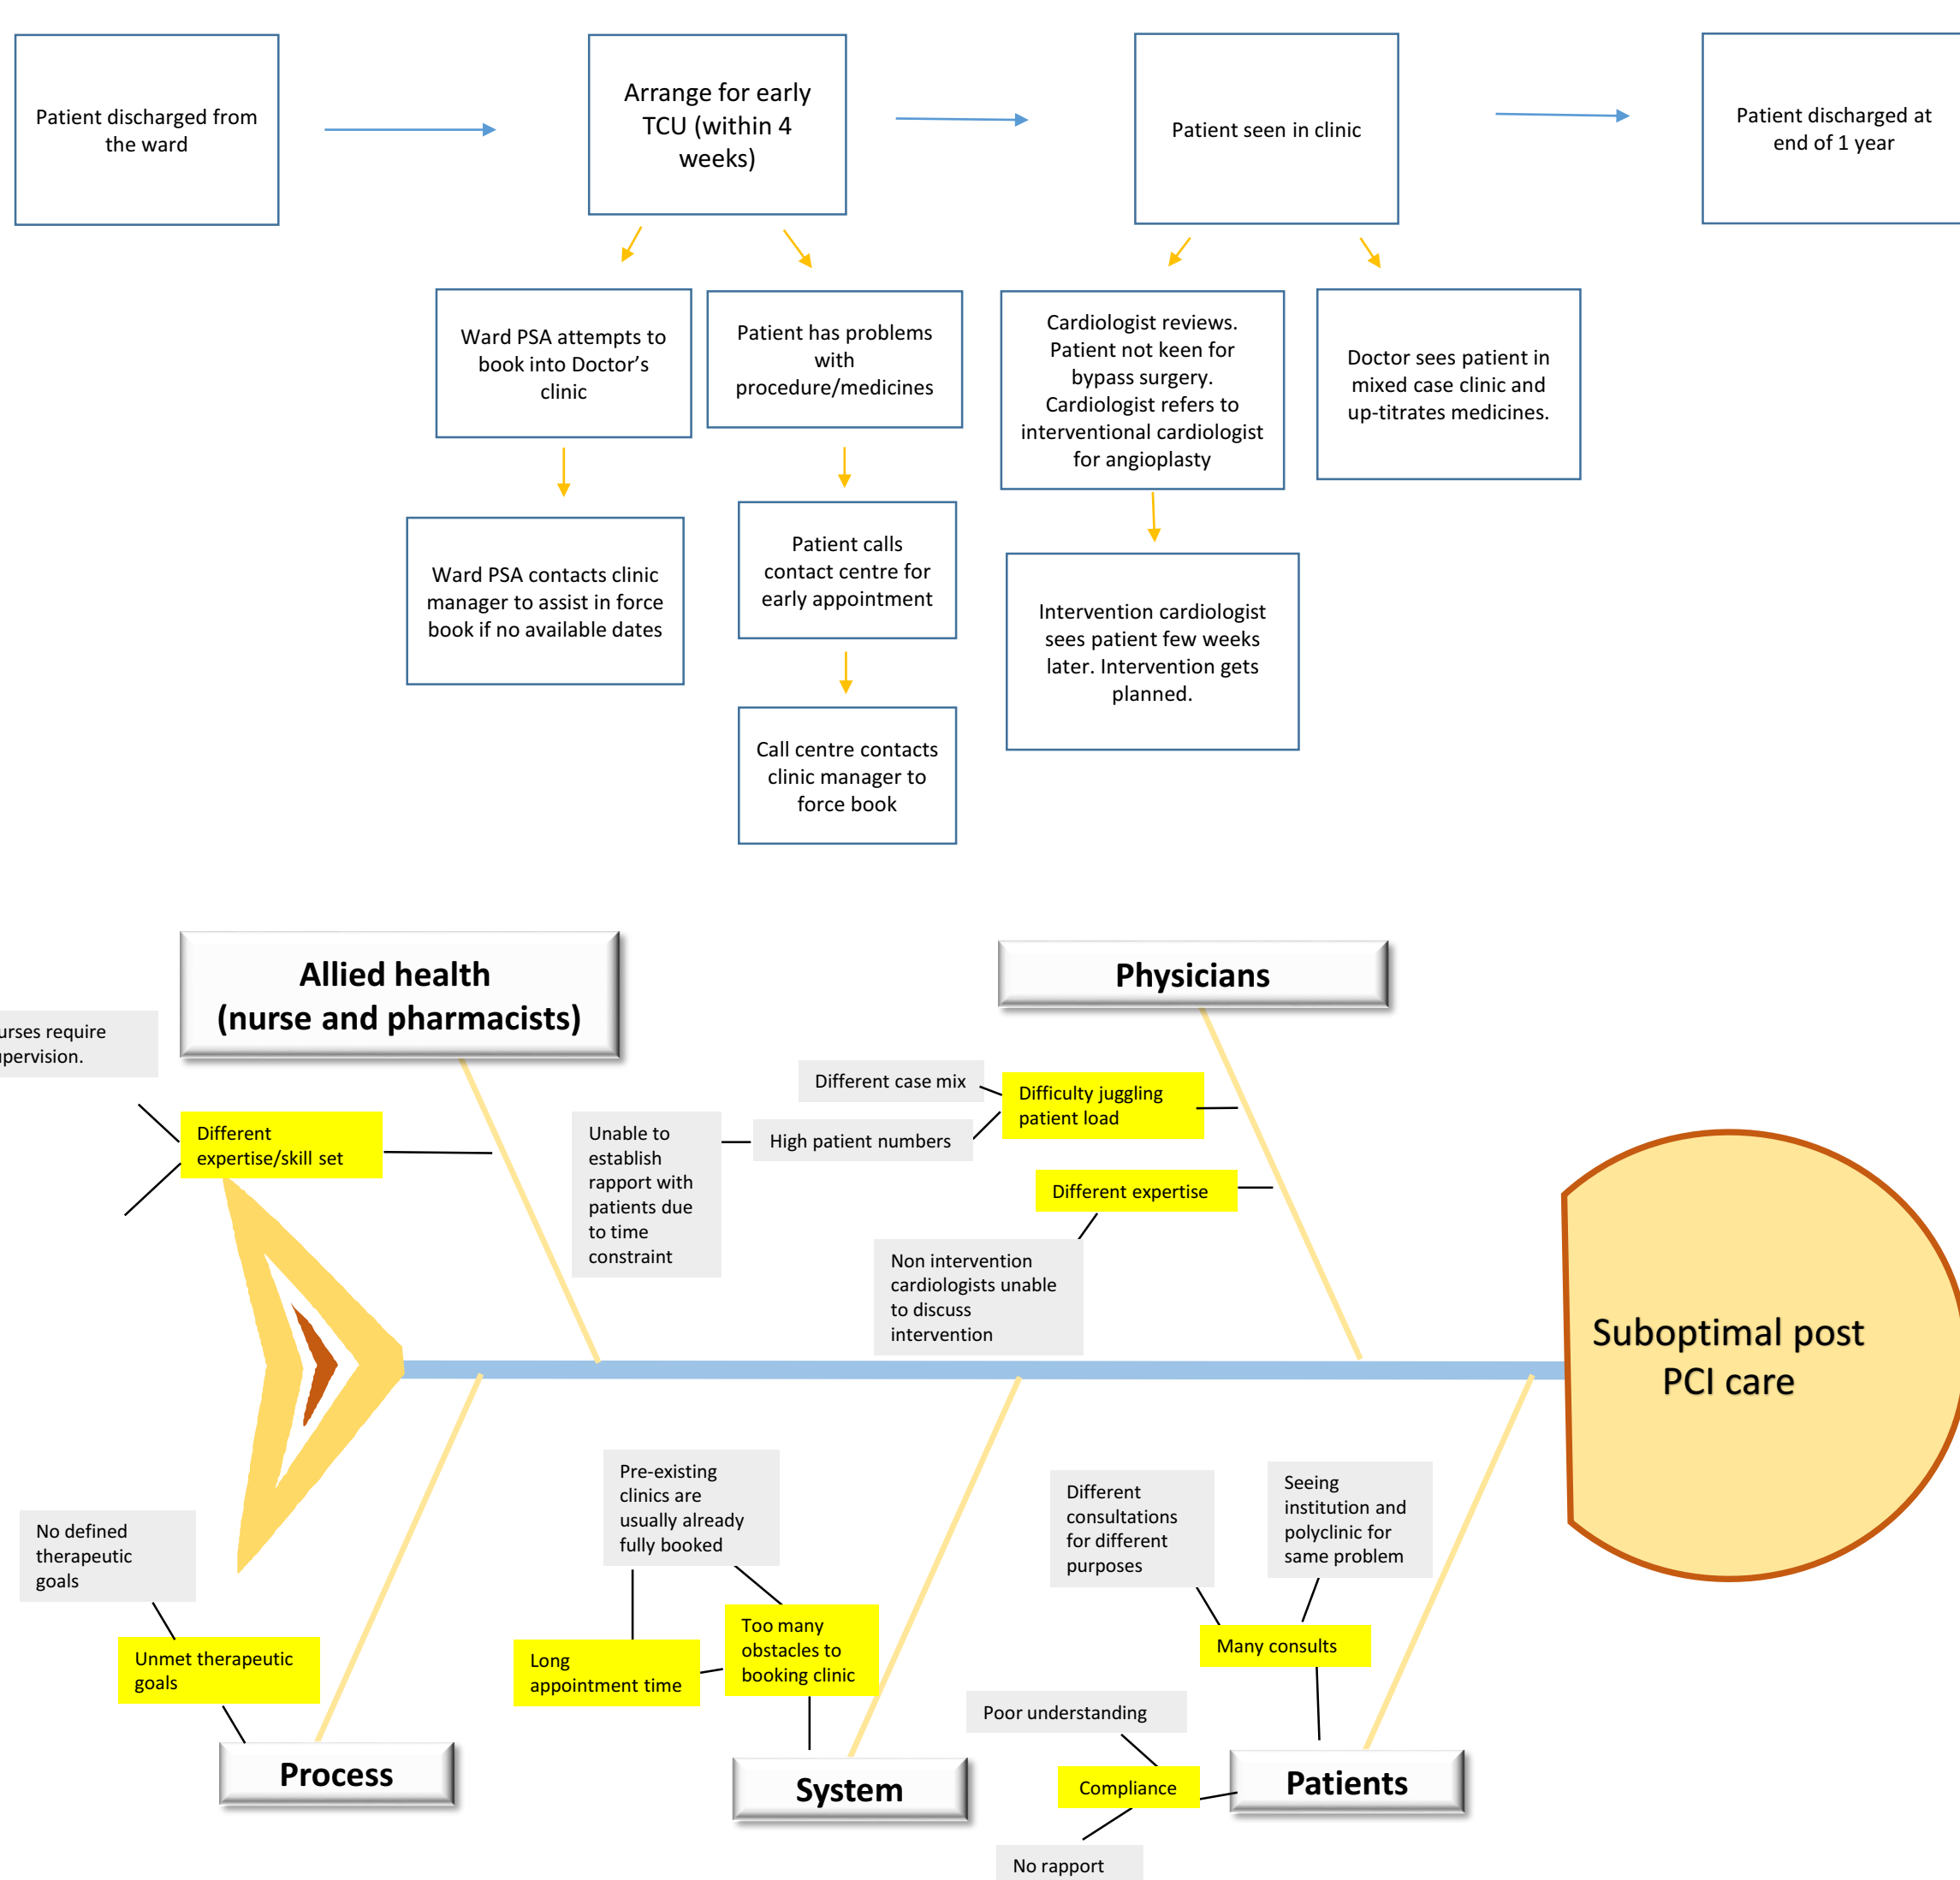 Patient discharged from
the ward
Arrange for early
TCU (within 4
weeks)
Patient seen in clinic
Patient discharged at
end of 1 year
Ward PSA attempts to
book into Doctor’s
clinic
Patient has problems
with
procedure/medicines
Cardiologist reviews.
Patient not keen for
bypass surgery.
Cardiologist refers to
interventional cardiologist
for angioplasty
Doctor sees patient in
mixed case clinic and
up-titrates medicines.
Ward PSA contacts clinic
manager to assist in force
book if no available dates
Patient calls
contact centre for
early appointment
Intervention cardiologist
sees patient few weeks
later. Intervention gets
planned.
Call centre contacts
clinic manager to
force book
Allied health
(nurse and pharmacists)
Physicians
urses require
pervision.
Different
expertise/skill set
Different case mix
Difficulty juggling
patient load
High patient numbers
Unable to
establish
rapport with
patients due
to time
constraint
Different expertise
Non intervention
cardiologists unable
to discuss
intervention
Suboptimal post
PCI care
No defined
therapeutic
goals
Unmet therapeutic
goals
Process
Pre-existing
clinics are
usually already
fully booked
Long
appointment time
Too many
obstacles to
booking clinic
System
Different
consultations
for different
purposes
Seeing
institution and
polyclinic for
same problem
Many consults
Poor understanding
Compliance
Patients
No rapport